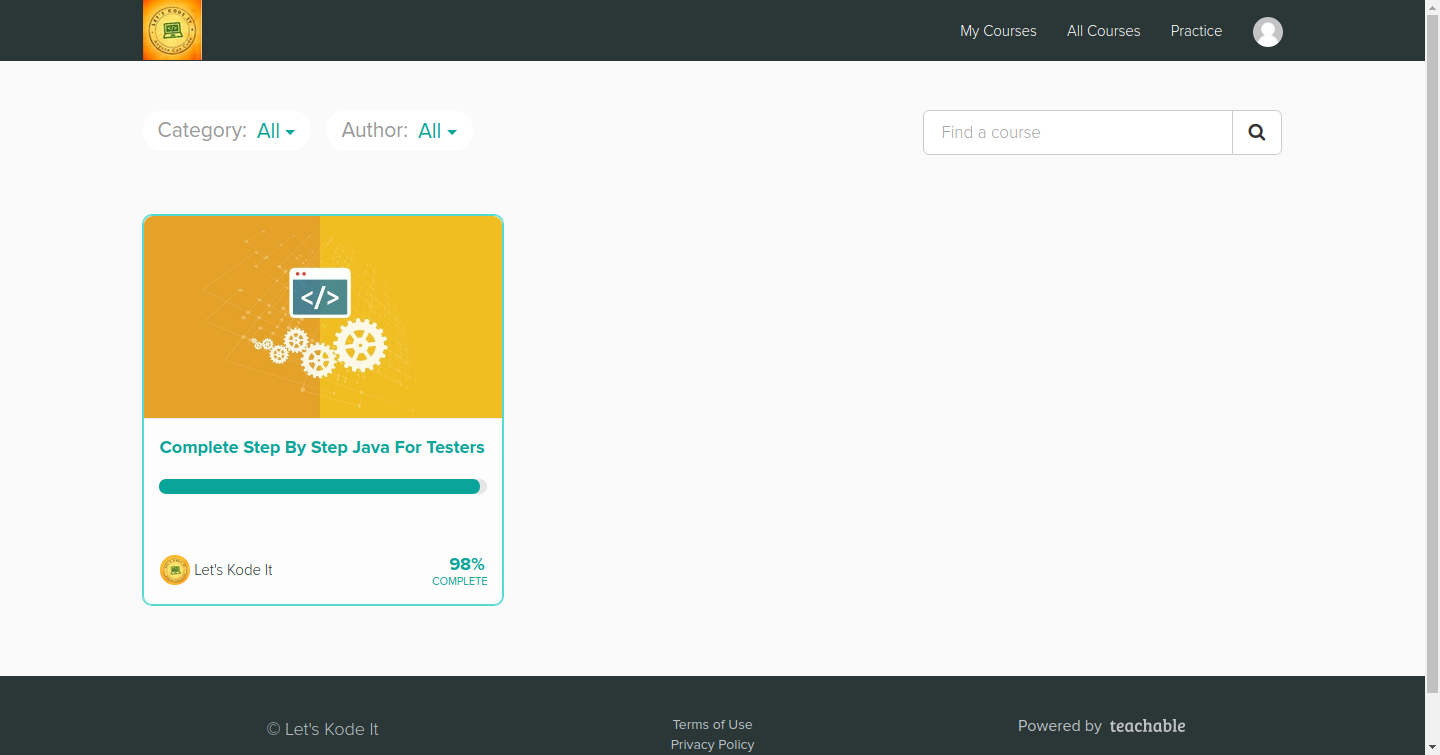 My Courses All Courses Practice
Category: All Author: All
Find a course
</>
Complete Step By Step Java For Testers
Let's Kode It
98%
COMPLETE
© Let's Kode It
Terms of Use
Privacy Policy
Powered by teachable